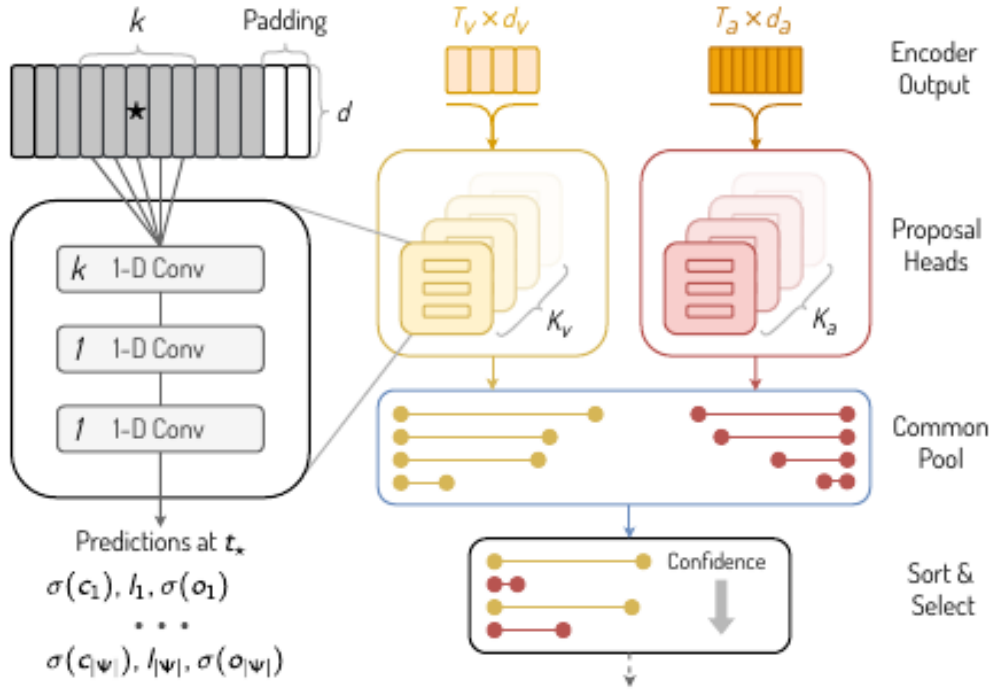 k
Padding
★
d
T_v × d_v
T_a × d_a
Encoder
Output
k 1-D Conv
1 1-D Conv
1 1-D Conv
K_v
K_a
Proposal
Heads
Common
Pool
Predictions at t_★
σ(c_1), l_1, σ(o_1)
• • •
σ(c_|Ψ|), l_|Ψ|, σ(o_|Ψ|)
Confidence
Sort &
Select